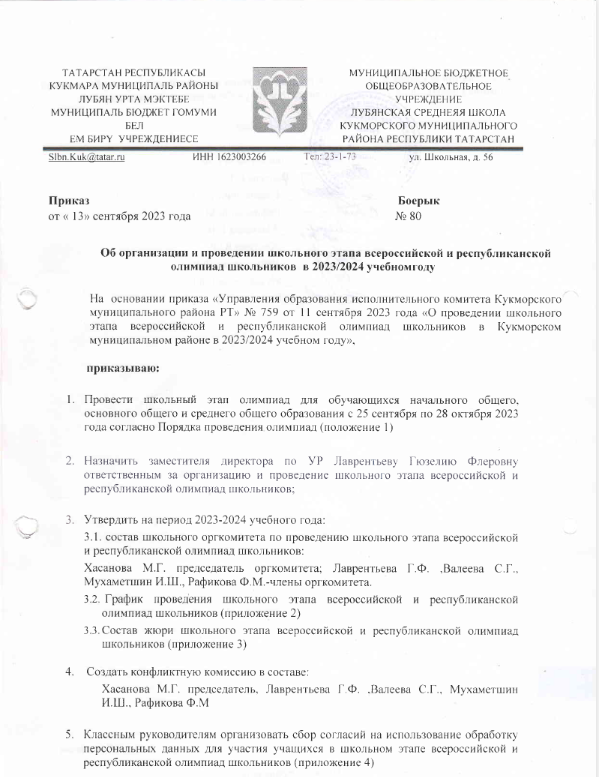 ТАТАРСТАН РЕСПУБЛИКАСЫ
КУКМАРА МУНИЦИПАЛЬ РАЙОНЫ
ЛУБЯН УРТА МЭКТЕБЕ
МУНИЦИПАЛЬ БЮДЖЕТ ГОМУМИ
БЕЛ
ЕМ БИРҮ УЧРЕЖДЕНИЕСЕ
МУНИЦИПАЛЬНОЕ БЮДЖЕТНОЕ
ОБЩЕОБРАЗОВАТЕЛЬНОЕ
УЧРЕЖДЕНИЕ
ЛУБЯНСКАЯ СРЕДНЕЯЯ ШКОЛА
КУКМОРСКОГО МУНИЦИПАЛЬНОГО
РАЙОНА РЕСПУБЛИКИ ТАТАРСТАН
Slbn.Kuk@tatar.ru ИНН 1623003266 Тел: 23-1-73 ул. Школьная, д. 56
Приказ Боерык
от « 13» сентября 2023 года № 80
Об организации и проведении школьного этапа всероссийской и республиканской
олимпиад школьников в 2023/2024 учебномгоду
На основании приказа «Управления образования исполнительного комитета Кукморского
муниципального района РТ» № 759 от 11 сентября 2023 года «О проведении школьного
этапа всероссийской и республиканской олимпиад школьников в Кукморском
муниципальном районе в 2023/2024 учебном году»,
приказываю:
1. Провести школьный этап олимпиад для обучающихся начального общего,
основного общего и среднего общего образования с 25 сентября по 28 октября 2023
года согласно Порядка проведения олимпиад (положение 1)
2. Назначить заместителя директора по УР Лаврентьеву Гюзелию Флеровну
ответственным за организацию и проведение школьного этапа всероссийской и
республиканской олимпиад школьников;
3. Утвердить на период 2023-2024 учебного года:
3.1. состав школьного оргкомитета по проведению школьного этапа всероссийской
и республиканской олимпиад школьников:
Хасанова М.Г. председатель оргкомитета; Лаврентьева Г.Ф. ,Валеева С.Г.,
Мухаметшин И.Ш., Рафикова Ф.М.-члены оргкомитета.
3.2. График проведения школьного этапа всероссийской и республиканской
олимпиад школьников (приложение 2)
3.3.Состав жюри школьного этапа всероссийской и республиканской олимпиад
школьников (приложение 3)
4. Создать конфликтную комиссию в составе:
Хасанова М.Г. председатель, Лаврентьева Г.Ф. ,Валеева С.Г., Мухаметшин
И.Ш., Рафикова Ф.М
5. Классным руководителям организовать сбор согласий на использование обработку
персональных данных для участия учащихся в школьном этапе всероссийской и
республиканской олимпиад школьников (приложение 4)